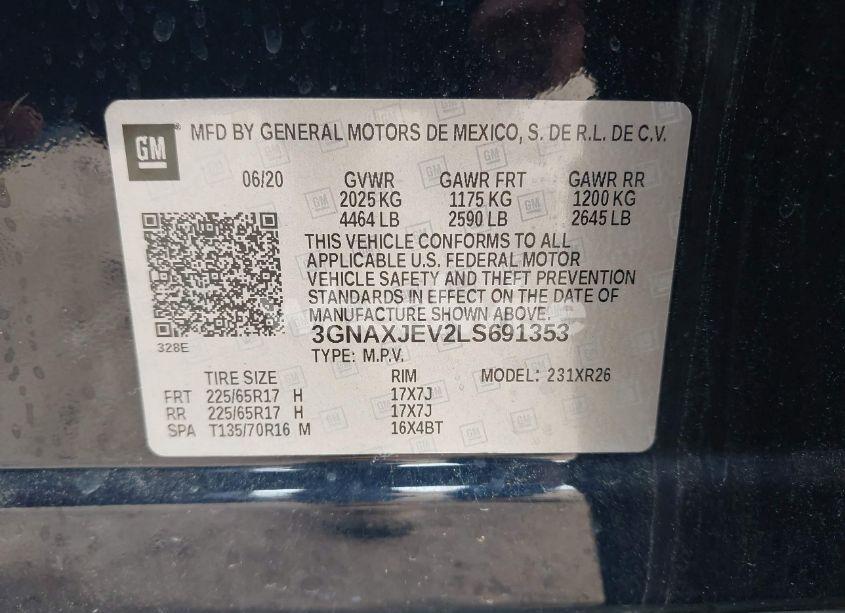 GM MFD BY GENERAL MOTORS DE MEXICO, S. DE R.L. DE C.V.
06/20 GVWR GAWR FRT GAWR RR
2025 KG 1175 KG 1200 KG
4464 LB 2590 LB 2645 LB
THIS VEHICLE CONFORMS TO ALL
APPLICABLE U.S. FEDERAL MOTOR
VEHICLE SAFETY AND THEFT PREVENTION
STANDARDS IN EFFECT ON THE DATE OF
MANUFACTURE SHOWN ABOVE.
3GNAXJEV2LS691353
328E
TYPE: M.P.V.
TIRE SIZE RIM MODEL: 231XR26
FRT 225/65R17 H 17X7J
RR 225/65R17 H 17X7J
SPA T135/70R16 M 16X4BT